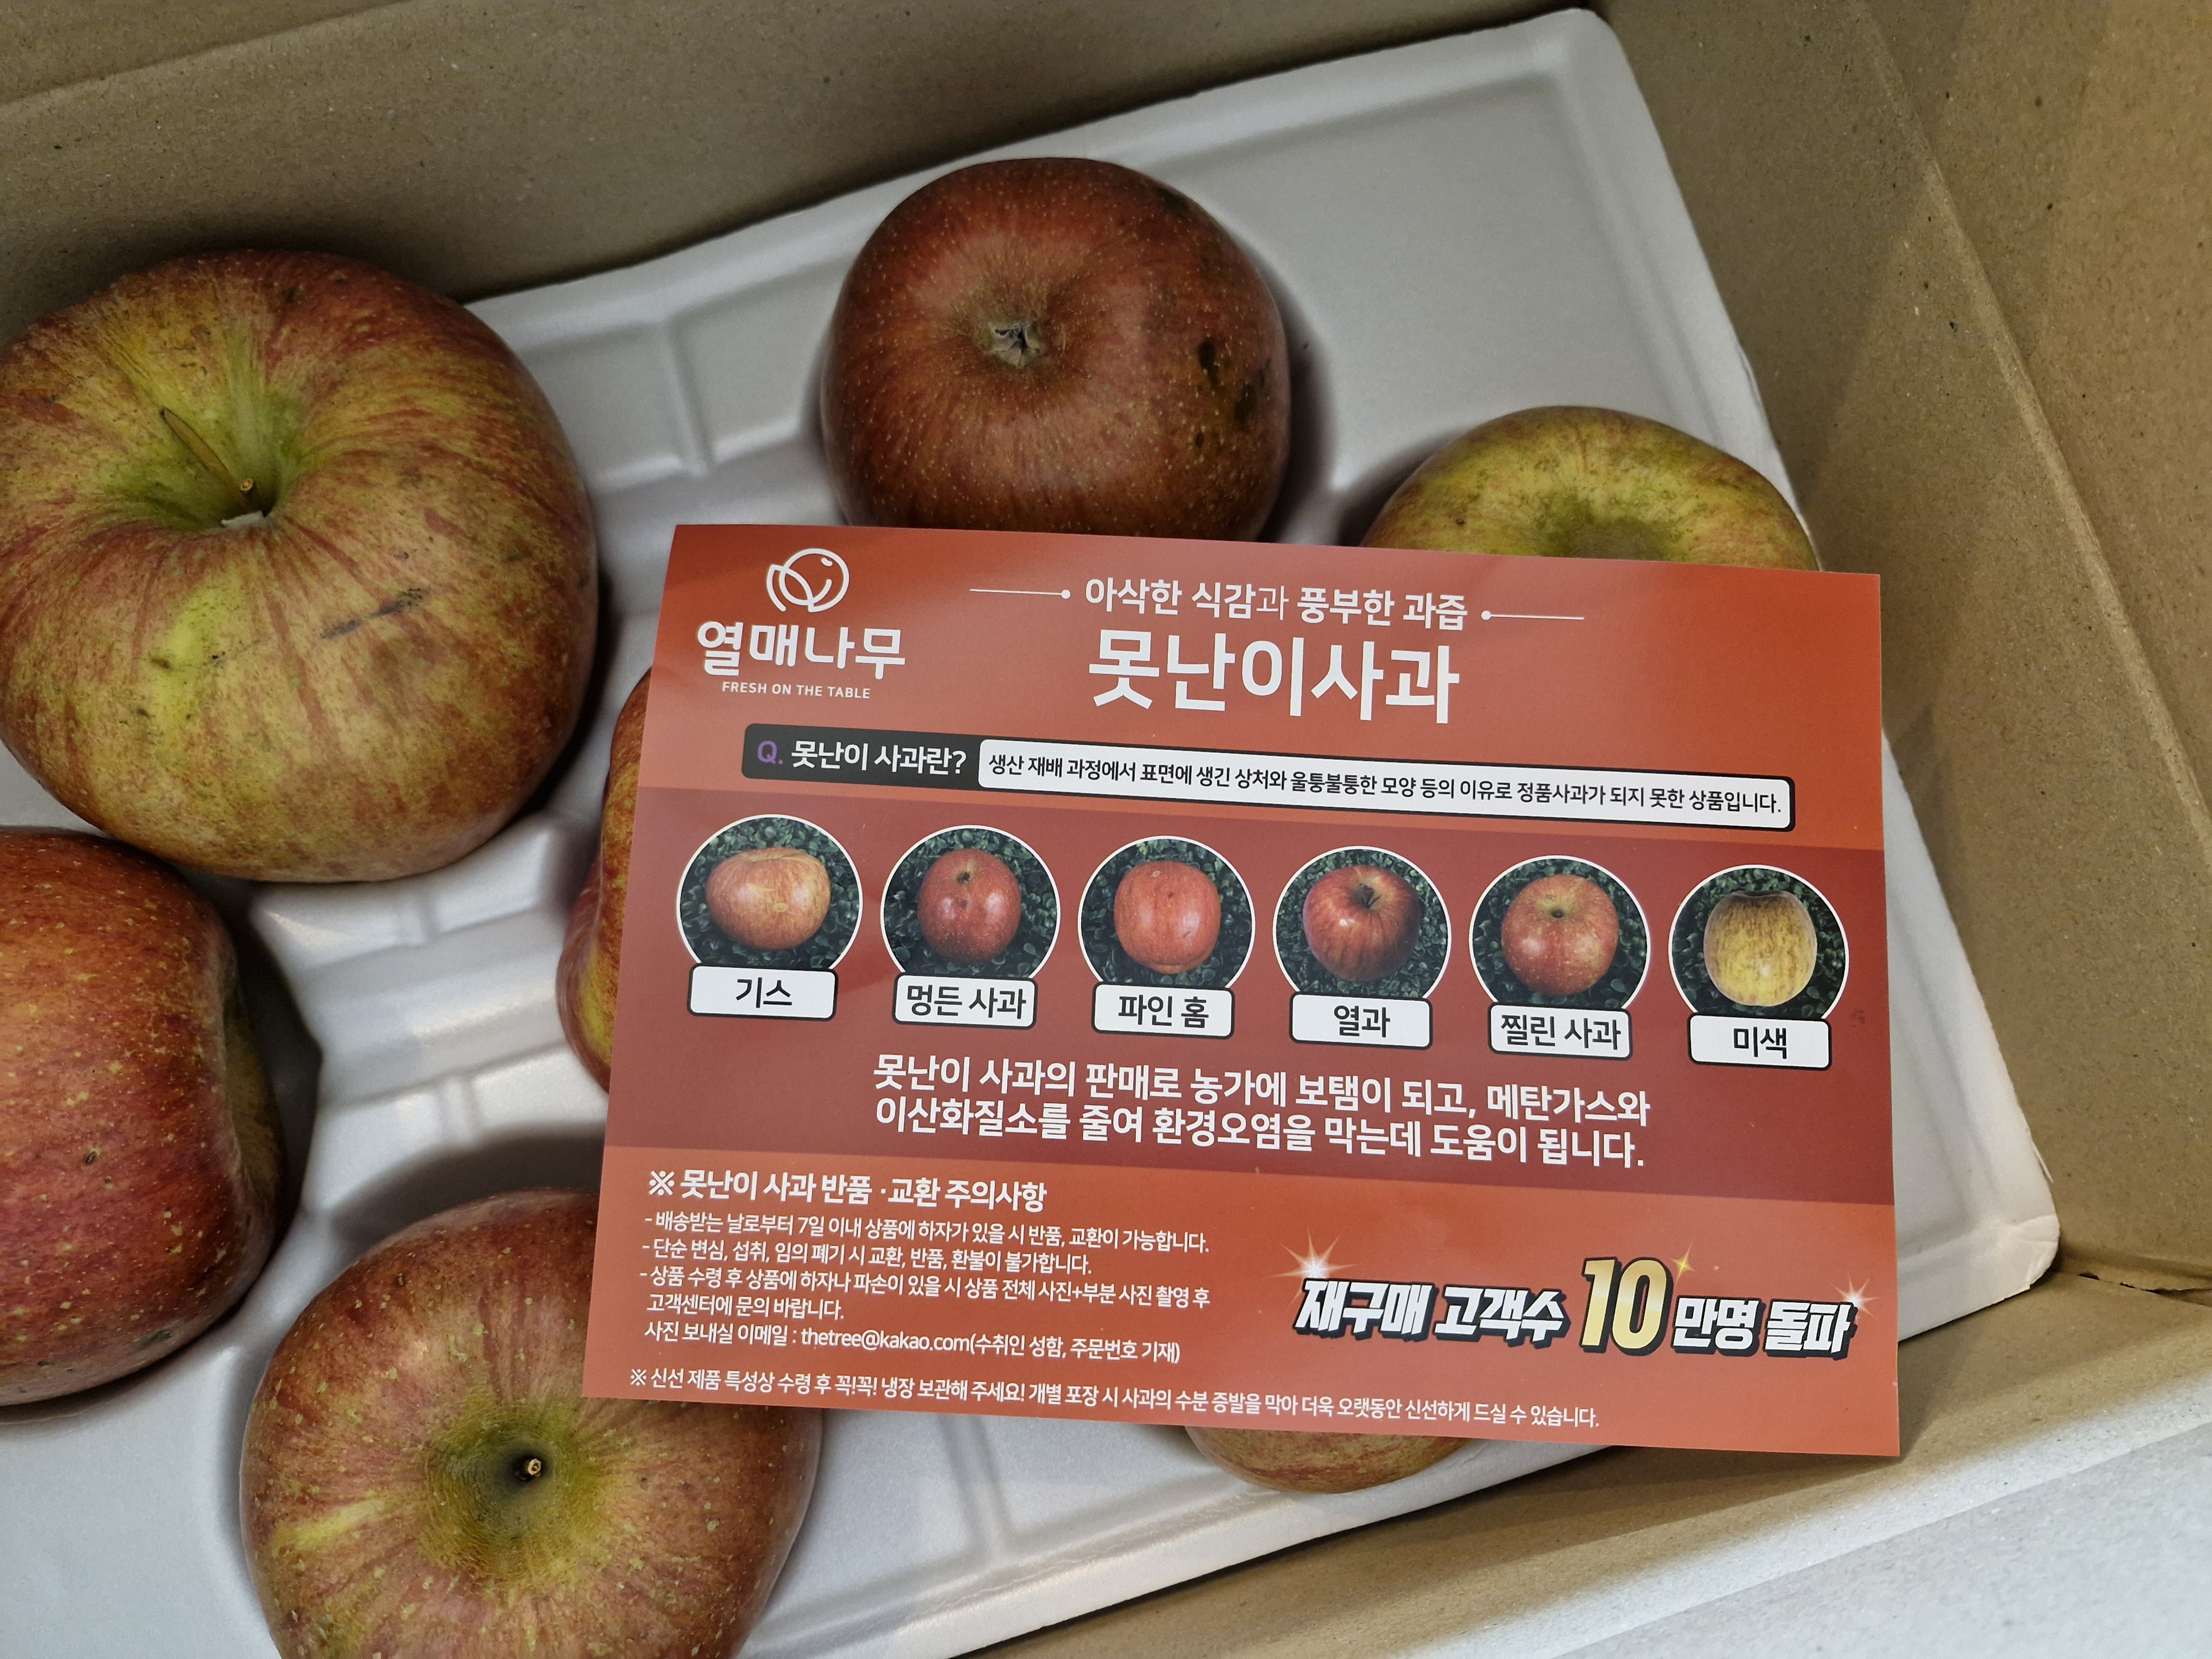 열매나무
FRESH ON THE TABLE
아삭한 식감과 풍부한 과즙
못난이사과
Q. 못난이 사과란?
생산 재배 과정에서 표면에 생긴 상처와 울퉁불퉁한 모양 등의 이유로 정품사과가 되지 못한 상품입니다.
기스
멍든 사과
파인 홈
열과
찔린 사과
미색
못난이 사과의 판매로 농가에 보탬이 되고, 메탄가스와
이산화질소를 줄여 환경오염을 막는데 도움이 됩니다.
※ 못난이 사과 반품 ·교환 주의사항
- 배송받는 날로부터 7일 이내 상품에 하자가 있을 시 반품, 교환이 가능합니다.
- 단순 변심, 섭취, 임의 폐기 시 교환, 반품, 환불이 불가합니다.
- 상품 수령 후 상품에 하자나 파손이 있을 시 상품 전체 사진+부분 사진 촬영 후
고객센터에 문의 바랍니다.
사진 보내실 이메일 : thetree@kakao.com(수취인 성함, 주문번호 기재)
재구매 고객수 10만명 돌파
※ 신선 제품 특성상 수령 후 꼭!꼭! 냉장 보관해 주세요! 개별 포장 시 사과의 수분 증발을 막아 더욱 오랫동안 신선하게 드실 수 있습니다.